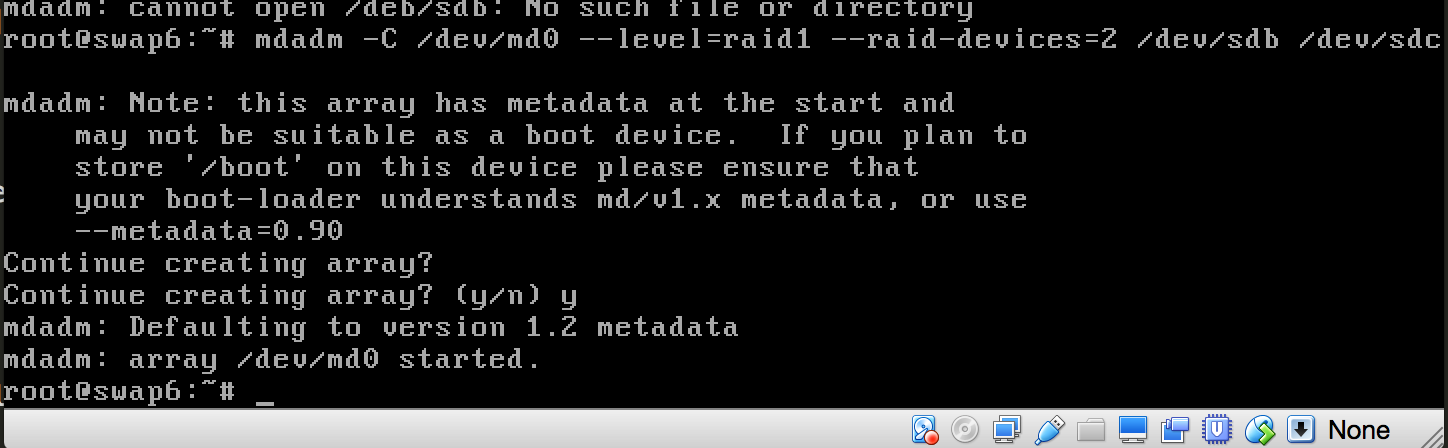 mdadm: cannot open /deb/sdb: No such file or directory
root@swap6:~# mdadm -C /dev/md0 --level=raid1 --raid-devices=2 /dev/sdb /dev/sdc
mdadm: Note: this array has metadata at the start and
    may not be suitable as a boot device.  If you plan to
    store '/boot' on this device please ensure that
    your boot-loader understands md/v1.x metadata, or use
    --metadata=0.90
Continue creating array?
Continue creating array? (y/n) y
mdadm: Defaulting to version 1.2 metadata
mdadm: array /dev/md0 started.
root@swap6:~# _
None